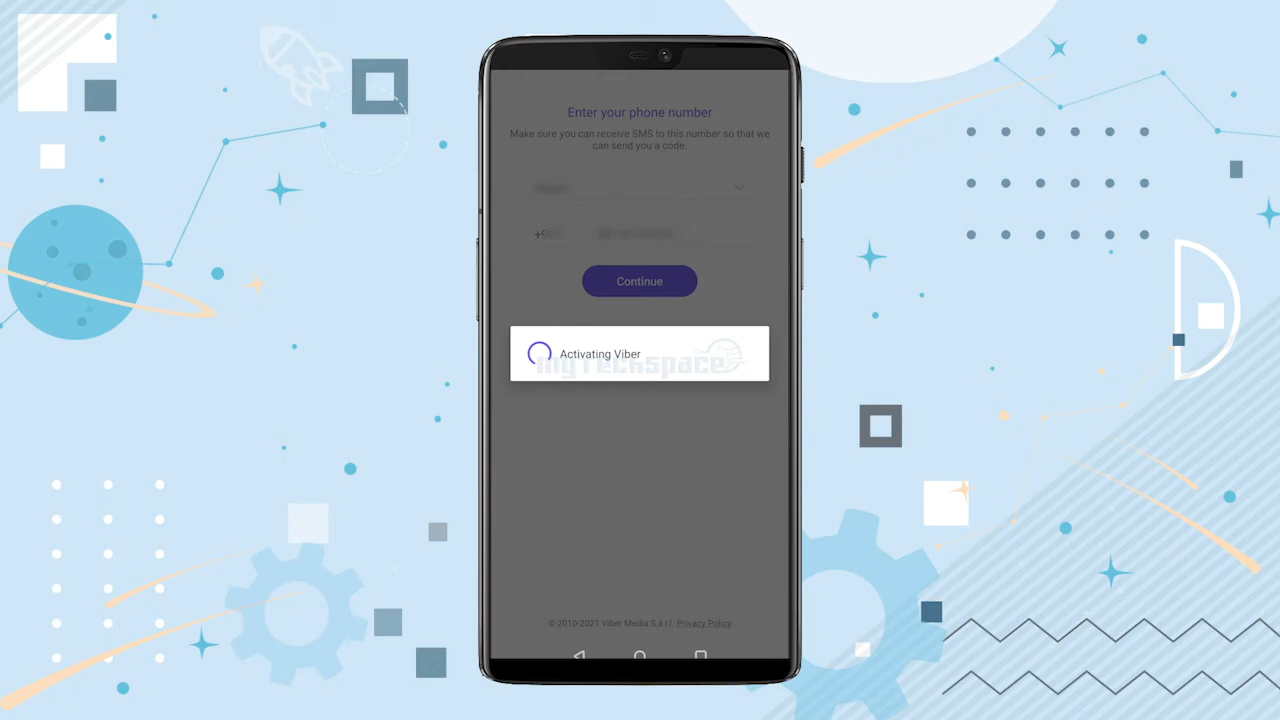 Enter your phone number
Make sure you can receive SMS to this number so that we
can send you a code.
Continue
Activating Viber
myTechspace
© 2010-2021 Viber Media S.à r.l. Privacy Policy